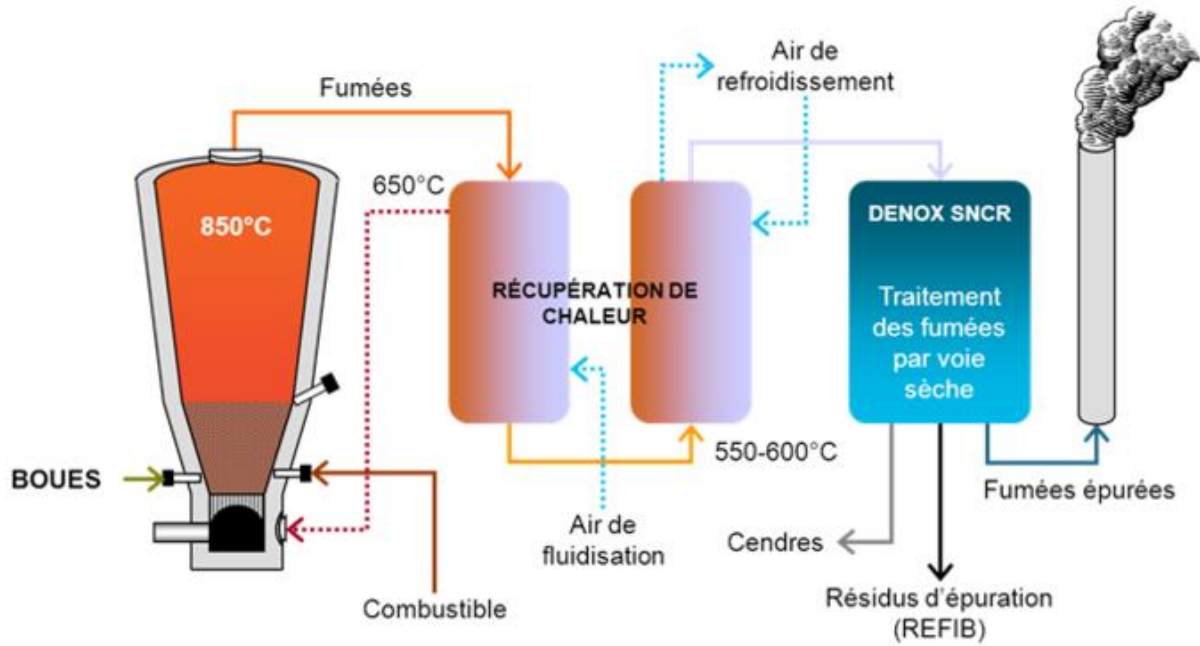 Fumées
Air de
refroidissement
650°C
850°C
DENOX SNCR
RÉCUPÉRATION DE
CHALEUR
Traitement
des fumées
par voie
sèche
550-600°C
BOUES
Fumées épurées
Air de
fluidisation
Cendres
Combustible
Résidus d'épuration
(REFIB)